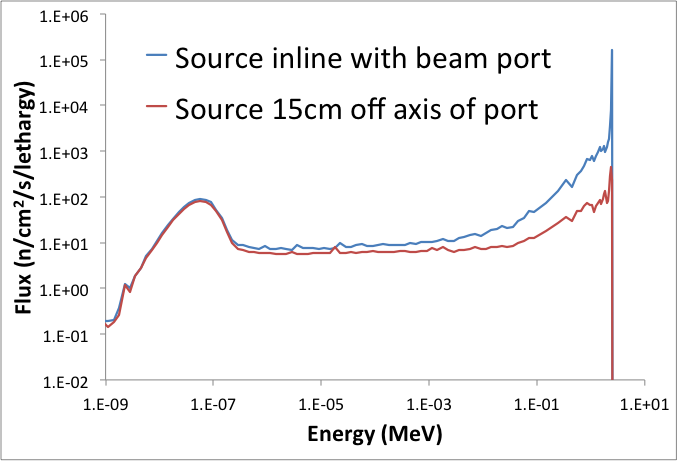 1.E+06
1.E+05
1.E+04
1.E+03
1.E+02
1.E+01
1.E+00
1.E-01
1.E-02
Flux (n/cm²/s/lethargy)
Source inline with beam port
Source 15cm off axis of port
1.E-09 1.E-07 1.E-05 1.E-03 1.E-01 1.E+01
Energy (MeV)